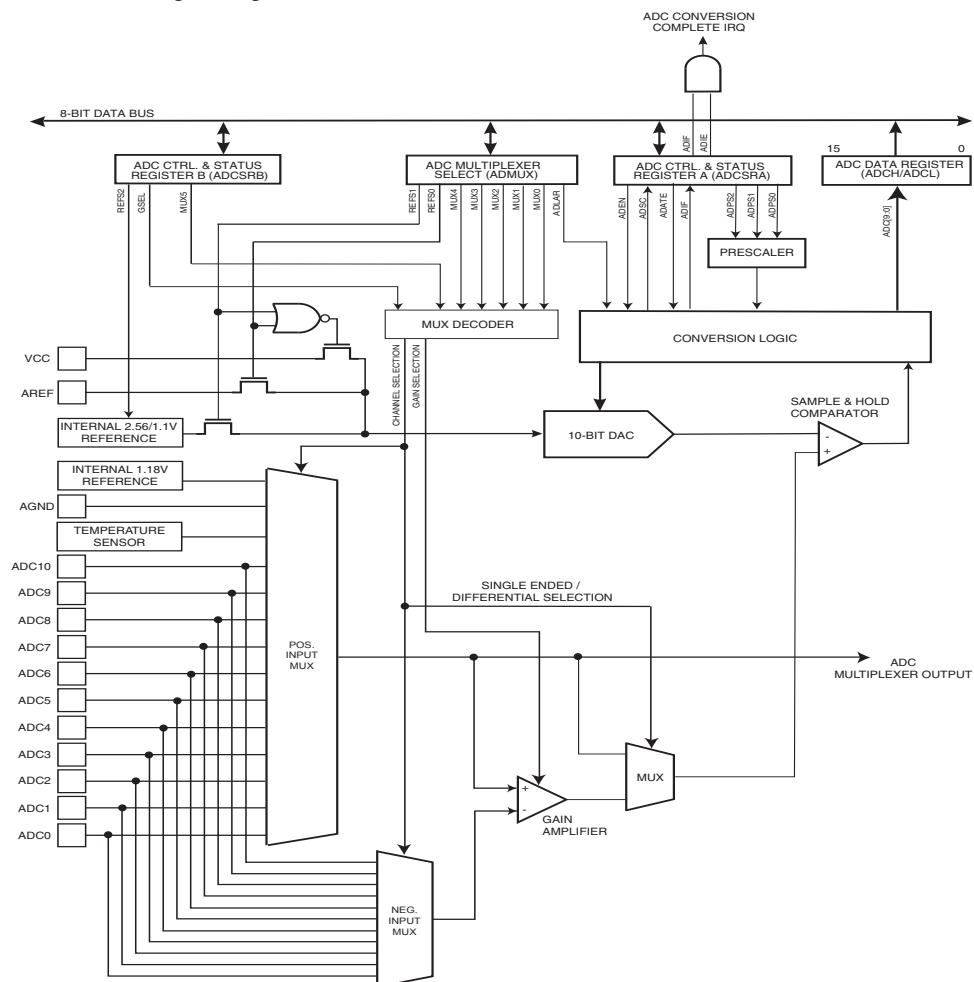 ADC CONVERSION
COMPLETE IRQ
8-BIT DATA BUS
ADIF
ADIE
15
0
ADC CTRL. & STATUS
REGISTER B (ADCSRB)
ADC MULTIPLEXER
SELECT (ADMUX)
ADC CTRL. & STATUS
REGISTER A (ADCSRA)
ADC DATA REGISTER
(ADCH/ADCL)
REFS2
GSEL
MUX5
REFS1
REFS0
MUX4
MUX3
MUX2
MUX1
MUX0
ADLAR
ADEN
ADSC
ADATE
ADIF
ADPS2
ADPS1
ADPS0
ADC[9:0]
PRESCALER
MUX DECODER
CONVERSION LOGIC
VCC
AREF
CHANNEL SELECTION
GAIN SELECTION
INTERNAL 2.56/1.1V
REFERENCE
10-BIT DAC
SAMPLE & HOLD
COMPARATOR
-
+
INTERNAL 1.18V
REFERENCE
AGND
TEMPERATURE
SENSOR
ADC10
ADC9
ADC8
ADC7
ADC6
ADC5
ADC4
ADC3
ADC2
ADC1
ADC0
POS.
INPUT
MUX
SINGLE ENDED /
DIFFERENTIAL SELECTION
ADC
MULTIPLEXER OUTPUT
MUX
+
-
GAIN
AMPLIFIER
NEG.
INPUT
MUX